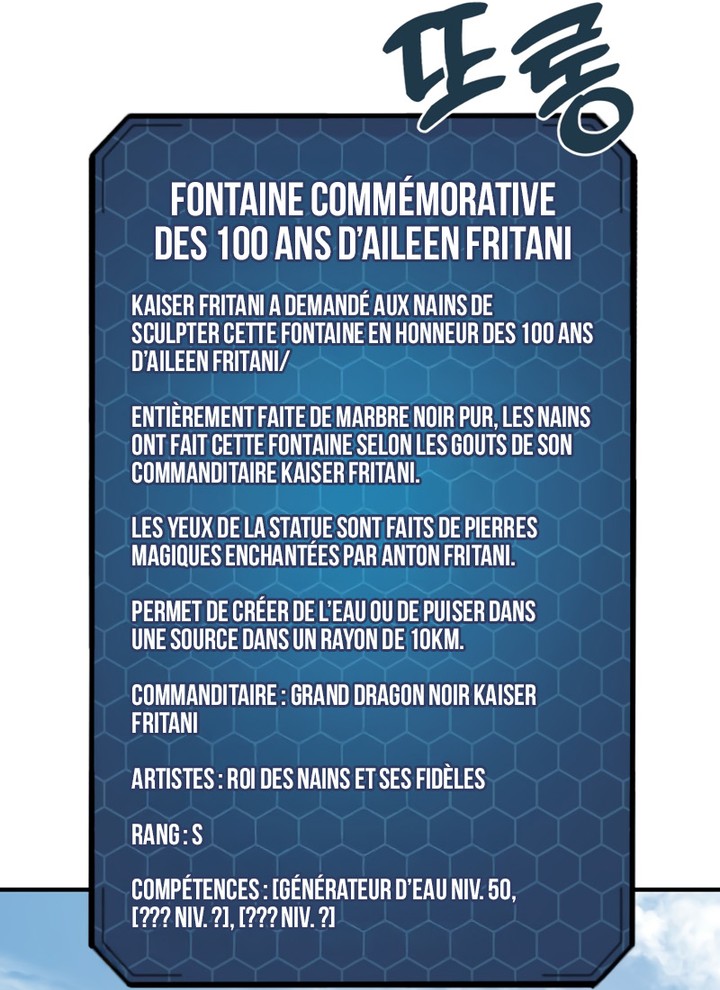 또롱
FONTAINE COMMÉMORATIVE
DES 100 ANS D'AILEEN FRITANI
KAISER FRITANI A DEMANDÉ AUX NAINS DE
SCULPTER CETTE FONTAINE EN HONNEUR DES 100 ANS
D'AILEEN FRITANI/
ENTIÈREMENT FAITE DE MARBRE NOIR PUR, LES NAINS
ONT FAIT CETTE FONTAINE SELON LES GOUTS DE SON
COMMANDITAIRE KAISER FRITANI.
LES YEUX DE LA STATUE SONT FAITS DE PIERRES
MAGIQUES ENCHANTÉES PAR ANTON FRITANI.
PERMET DE CRÉER DE L'EAU OU DE PUISER DANS
UNE SOURCE DANS UN RAYON DE 10KM.
COMMANDITAIRE : GRAND DRAGON NOIR KAISER
FRITANI
ARTISTES : ROI DES NAINS ET SES FIDÈLES
RANG : S
COMPÉTENCES : [GÉNÉRATEUR D'EAU NIV. 50,
[??? NIV. ?], [??? NIV. ?]